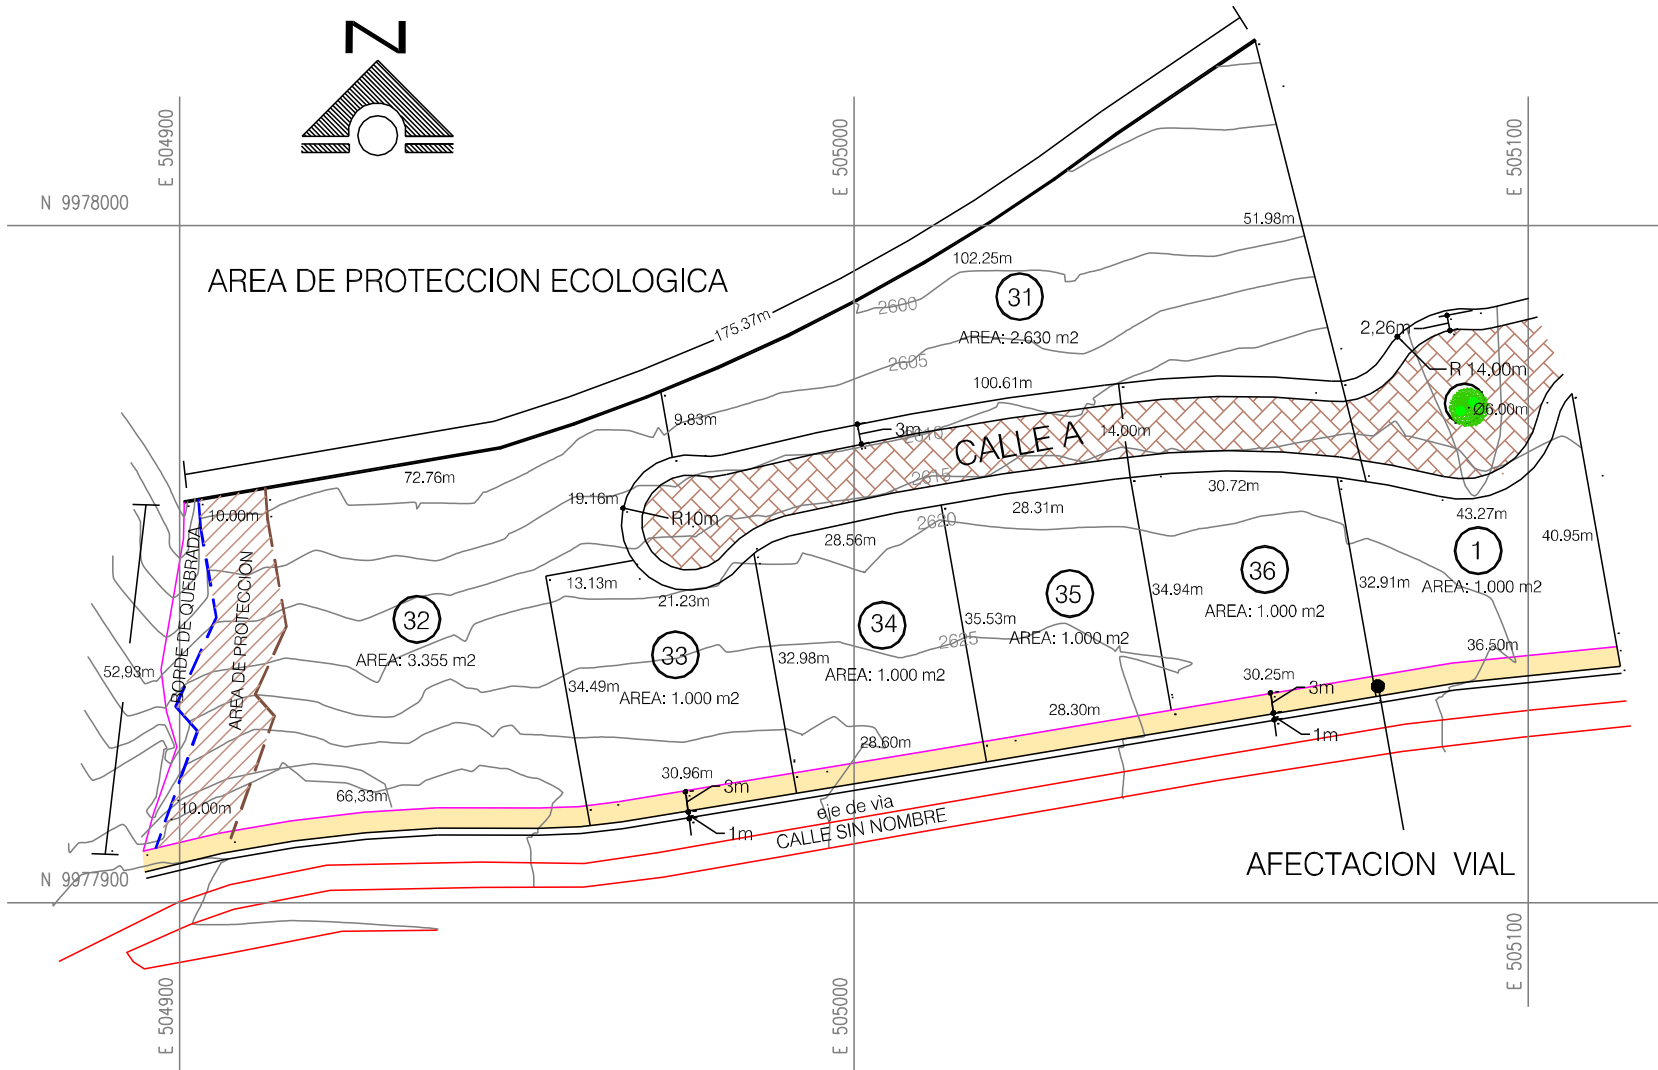 N
E 504900
E 505000
E 505100
N 9978000
AREA DE PROTECCION ECOLOGICA
175.37m
102.25m
51.98m
2600
31
AREA: 2.630 m2
2605
100.61m
2,26m
R 14.00m
Ø6.00m
9.83m
3m
2610
CALLE A
14.00m
72.76m
19.16m
2615
R10m
10.00m
28.56m
2620
28.31m
30.72m
43.27m
40.95m
BORDE DE QUEBRADA
AREA DE PROTECCION
13.13m
21.23m
32
AREA: 3.355 m2
33
AREA: 1.000 m2
34
AREA: 1.000 m2
35
AREA: 1.000 m2
36
AREA: 1.000 m2
1
AREA: 1.000 m2
52,93m
34.49m
32.98m
35.53m
2625
34.94m
32.91m
36.50m
30.25m
3m
1m
28.30m
28.60m
30.96m
3m
1m
66,33m
10.00m
eje de vìa
CALLE SIN NOMBRE
AFECTACION VIAL
N 9977900
E 504900
E 505000
E 505100